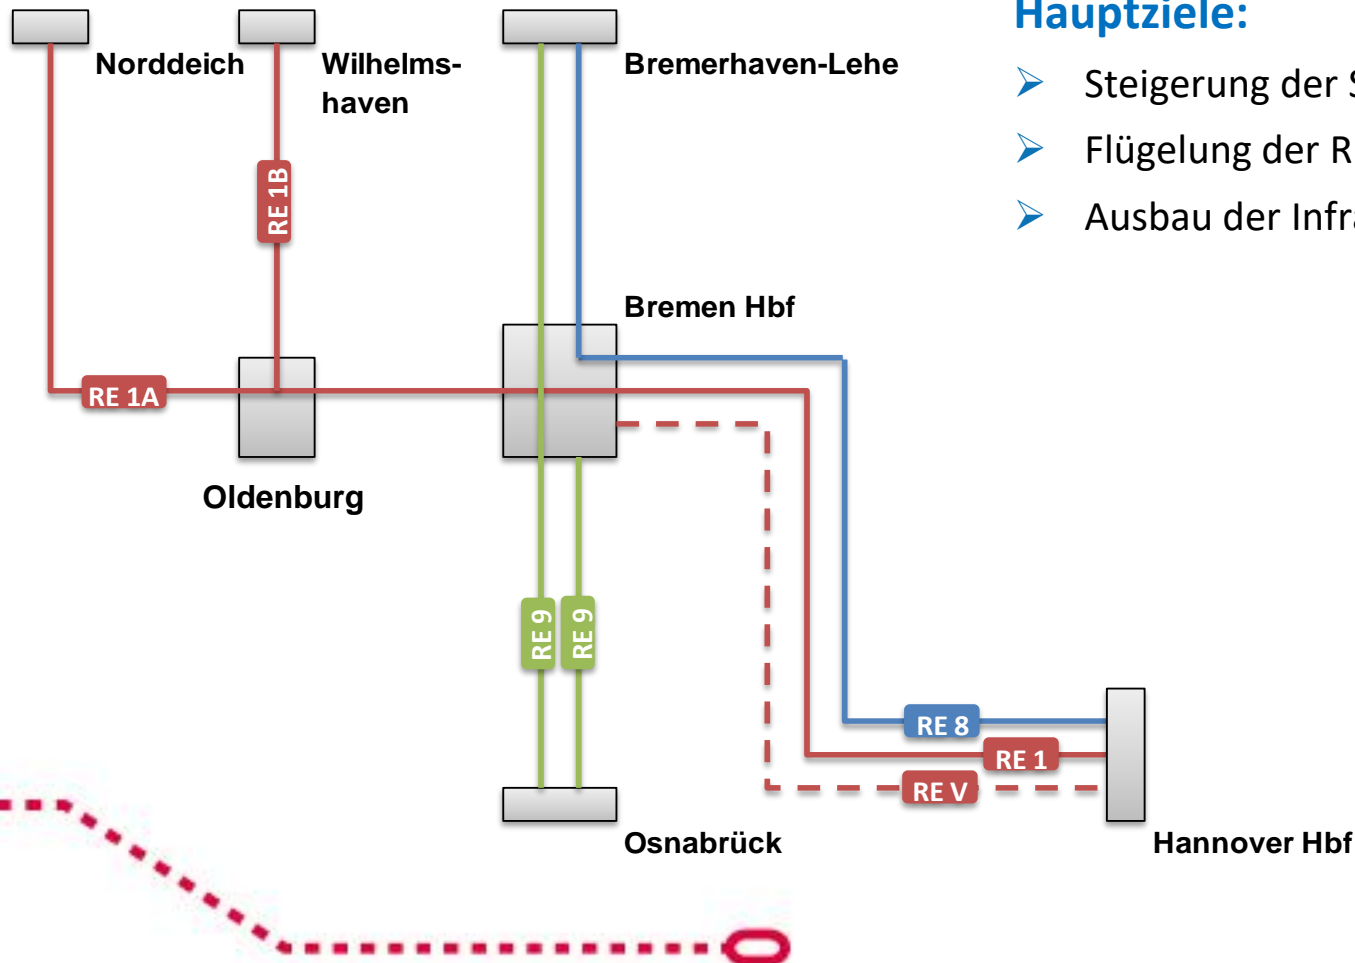 Hauptziele:
Steigerung der
Flügelung der
Ausbau der
Norddeich
Wilhelms-
haven
Bremerhaven-Lehe
RE 1B
Bremen Hbf
RE 1A
Oldenburg
RE 9
RE 9
RE 8
RE 1
RE V
Osnabrück
Hannover Hbf